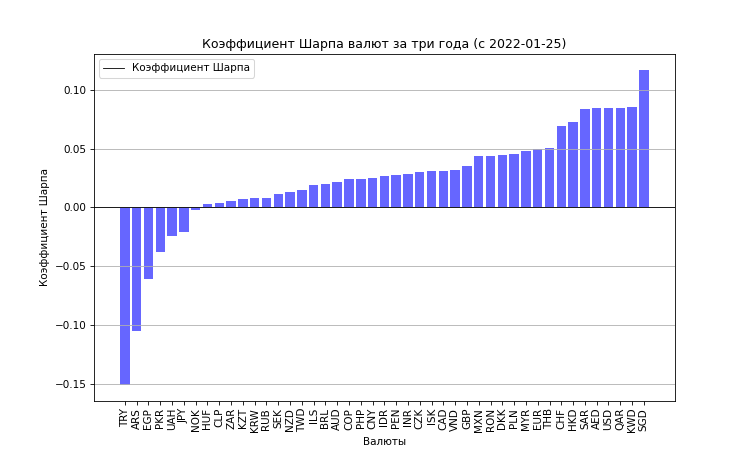 Коэффициент Шарпа валют за три года (с 2022-01-25)
Коэффициент Шарпа
0.10
0.05
0.00
−0.05
−0.10
−0.15
Коэффициент Шарпа
TRY
ARS
EGP
PKR
UAH
JPY
NOK
HUF
CLP
ZAR
KZT
KRW
RUB
SEK
NZD
TWD
ILS
BRL
AUD
COP
PHP
CNY
IDR
PEN
INR
CZK
ISK
CAD
VND
GBP
MXN
RON
DKK
PLN
MYR
EUR
THB
CHF
HKD
SAR
AED
USD
QAR
KWD
SGD
Валюты